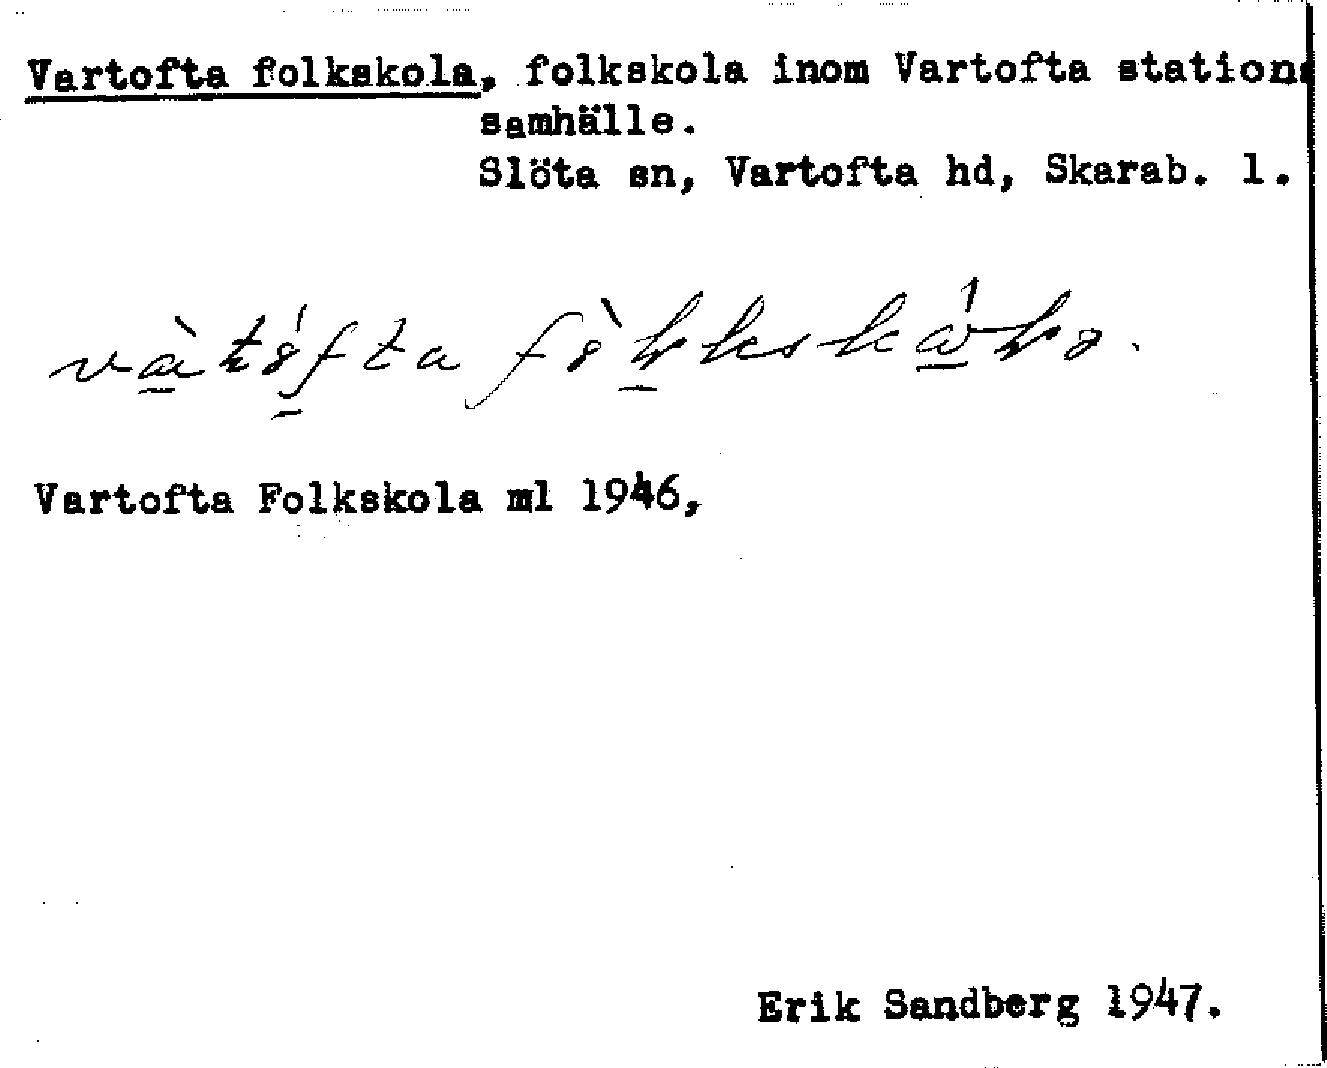 Vartofta folkskola, folkskola inom Vartofta stations
samhälle.
Slöta sn, Vartofta hd, Skarab. l.
Vartofta Folkskola ml 1946,
Erik Sandberg 1947.